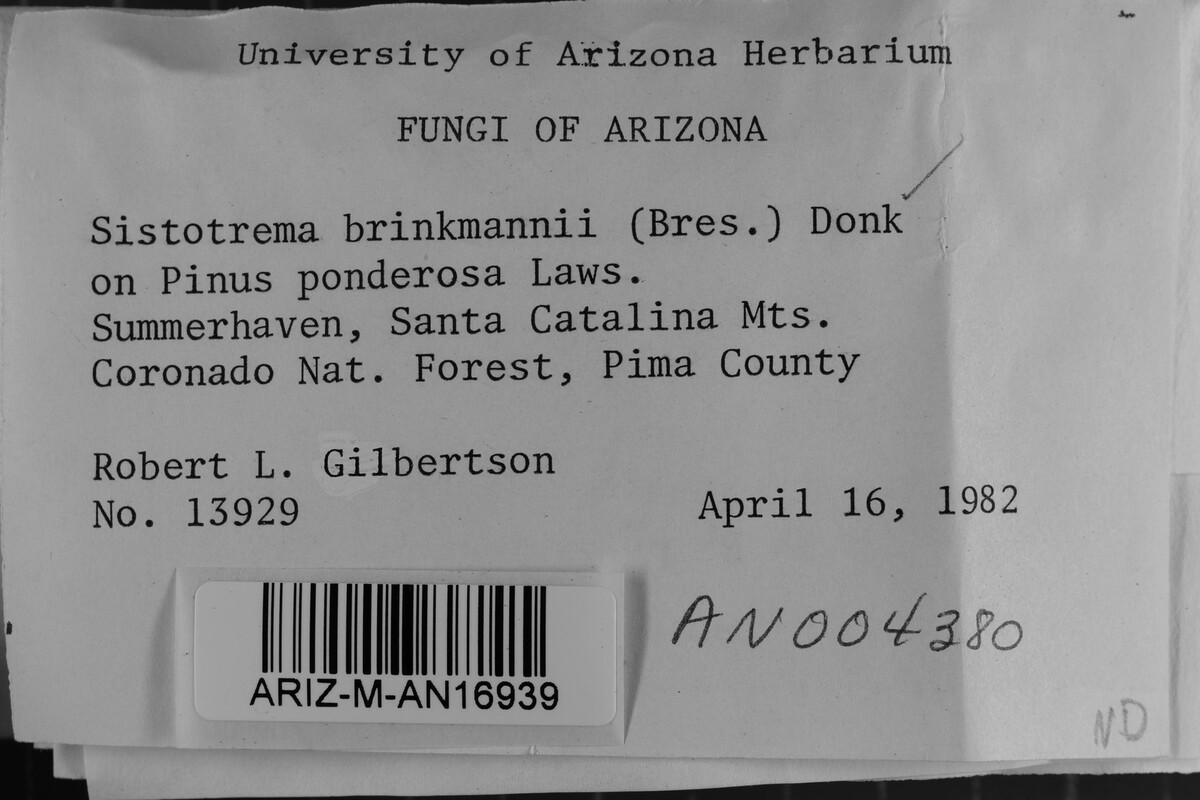 University of Arizona Herbarium
FUNGI OF ARIZONA
Sistotrema brinkmannii (Bres.) Donk
on Pinus ponderosa Laws.
Summerhaven, Santa Catalina Mts.
Coronado Nat. Forest, Pima County
Robert L. Gilbertson
No. 13929
April 16, 1982
ARIZ-M-AN16939
AN004380
ND